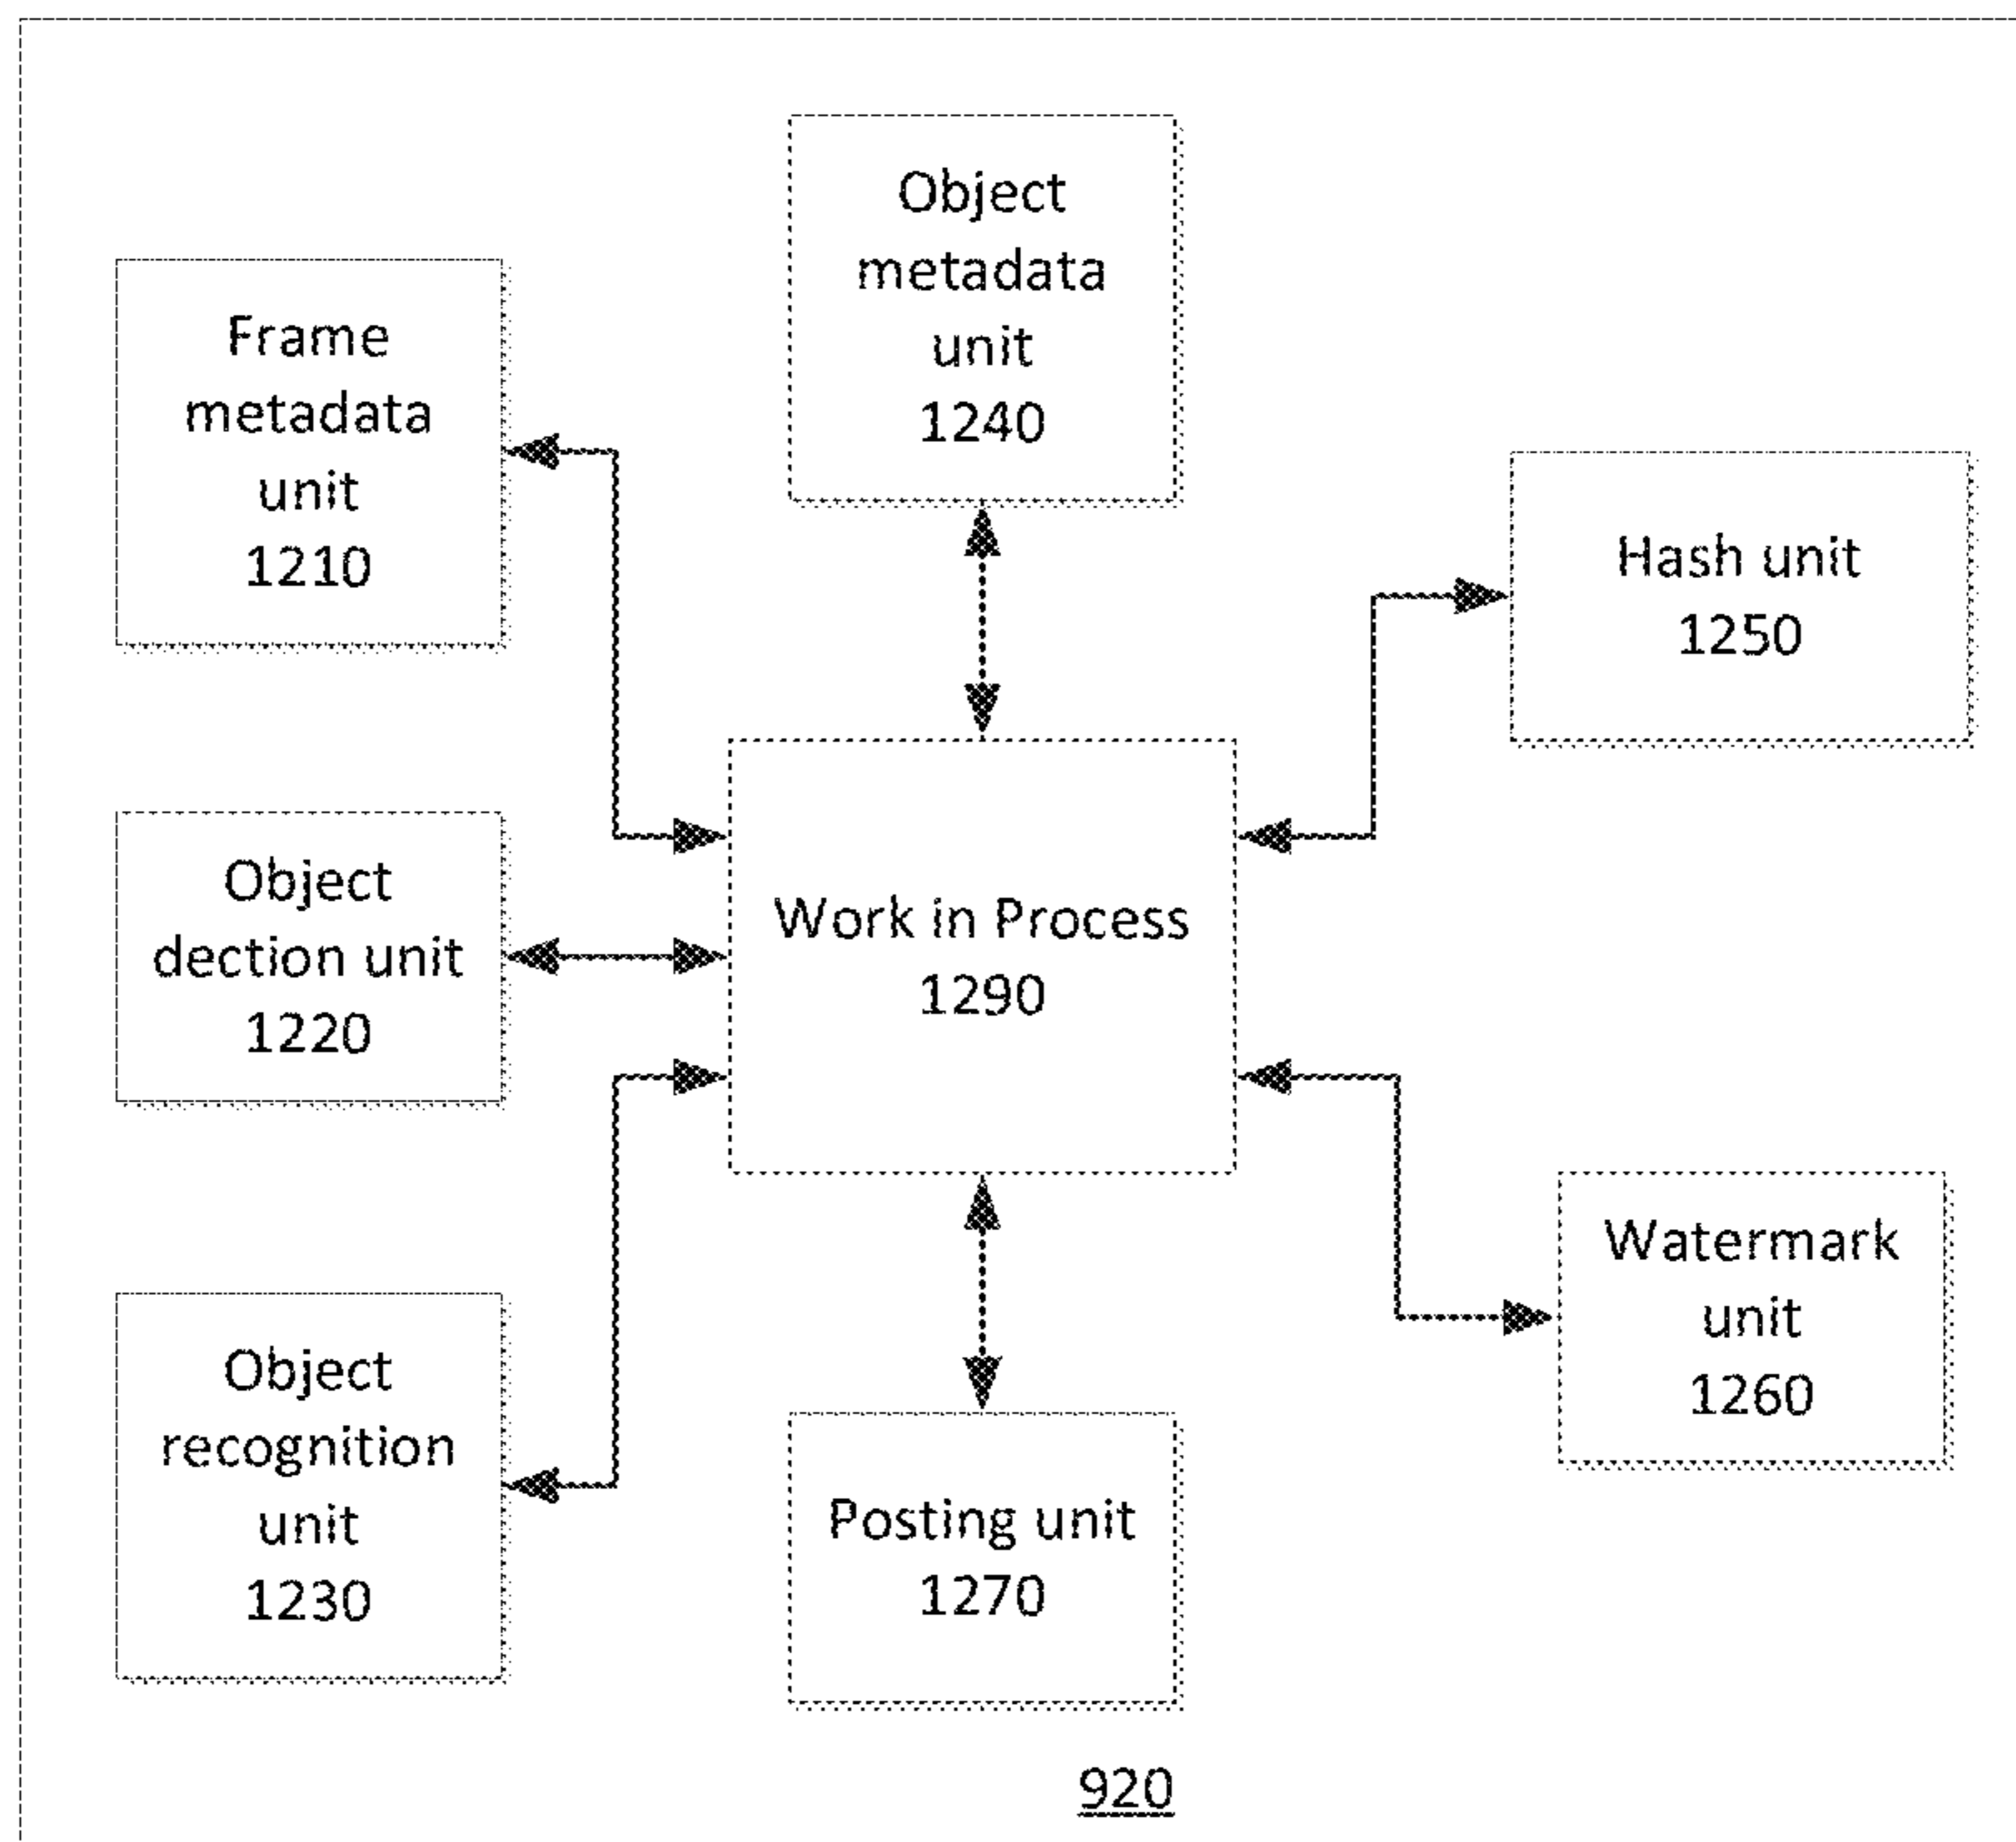 Object
metadata
unit
1240
Frame
metadata
unit
1210
Hash unit
1250
Object
dection unit
1220
Work in Process
1290
Object
recognition
unit
1230
Watermark
unit
1260
Posting unit
1270
920